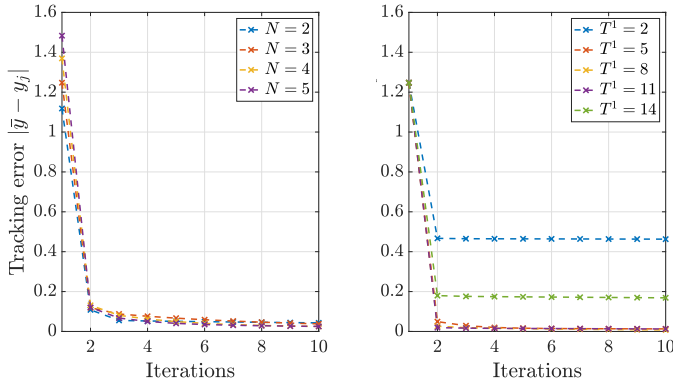 Tracking error |ȳ − y_j|
1.6
1.4
1.2
1
0.8
0.6
0.4
0.2
0
2 4 6 8 10
Iterations
N = 2
N = 3
N = 4
N = 5
1.6
1.4
1.2
1
0.8
0.6
0.4
0.2
0
2 4 6 8 10
Iterations
T¹ = 2
T¹ = 5
T¹ = 8
T¹ = 11
T¹ = 14